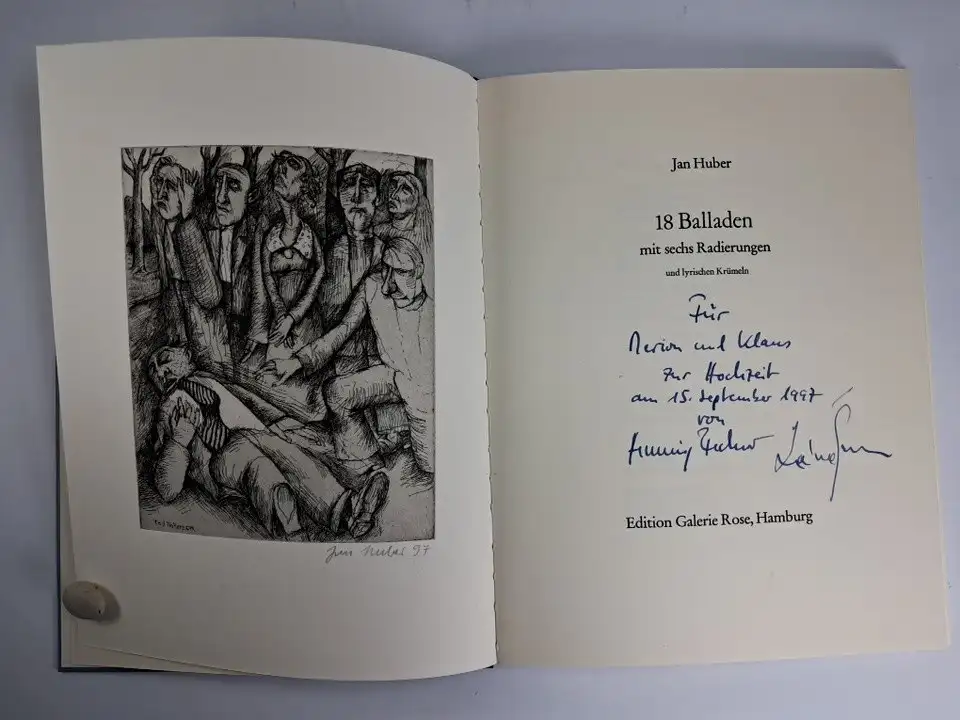 Jan Huber 97
Jan Huber
18 Balladen
mit sechs Radierungen
und lyrischen Krümeln
Für
Marion und Klaus
zur Hochzeit
am 15. September 1997
von
Henning
Edition Galerie Rose, Hamburg